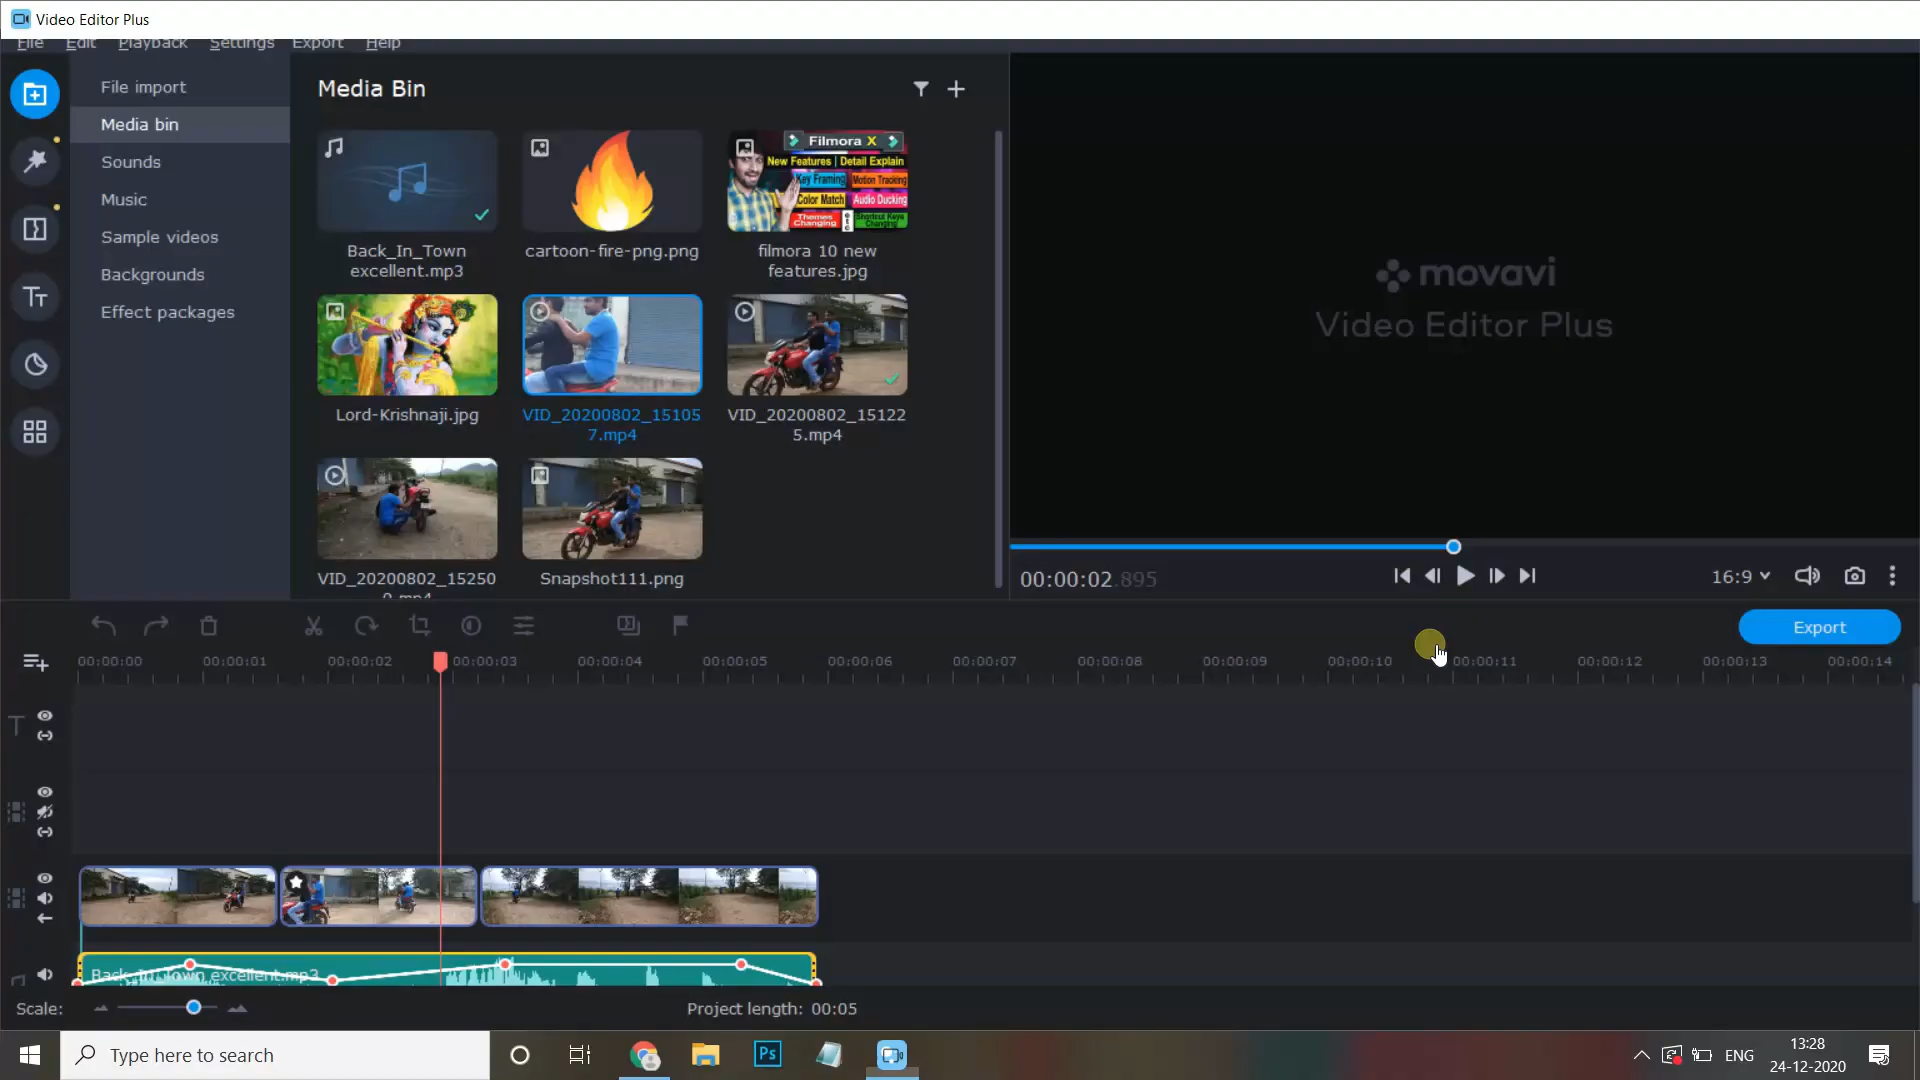 Video Editor Plus
File Edit Playback Settings Export Help
File import
Media bin
Sounds
Music
Sample videos
Backgrounds
Effect packages
Media Bin
Back_In_Town
excellent.mp3
cartoon-fire-png.png
Filmora X
New Features | Detail Explain
Key Framing Motion Tracking
Color Match Audio Ducking
Themes
Changing
etc
Shortcut Keys
Changing
filmora 10 new
features.jpg
Lord-Krishnaji.jpg
VID_20200802_15105
7.mp4
VID_20200802_15122
5.mp4
VID_20200802_15250
Snapshot111.png
movavi
Video Editor Plus
00:00:02.895
16:9
Export
00:00:00 00:00:01 00:00:02 00:00:03 00:00:04 00:00:05 00:00:06 00:00:07 00:00:08 00:00:09 00:00:10 00:00:11 00:00:12 00:00:13 00:00:14
Back_In_Town excellent.mp3
Scale:
Project length: 00:05
Type here to search
Ps
ENG
13:28
24-12-2020